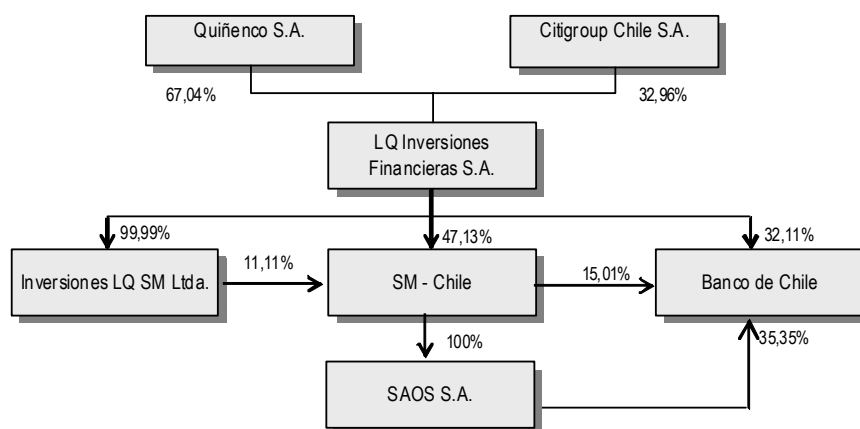 Quiñenco S.A.
Citigroup Chile S.A.
67,04%
32,96%
LQ Inversiones
Financieras S.A.
99,99%
47,13%
32,11%
Inversiones LQ SM Ltda.
11,11%
SM - Chile
15,01%
Banco de Chile
100%
35,35%
SAOS S.A.